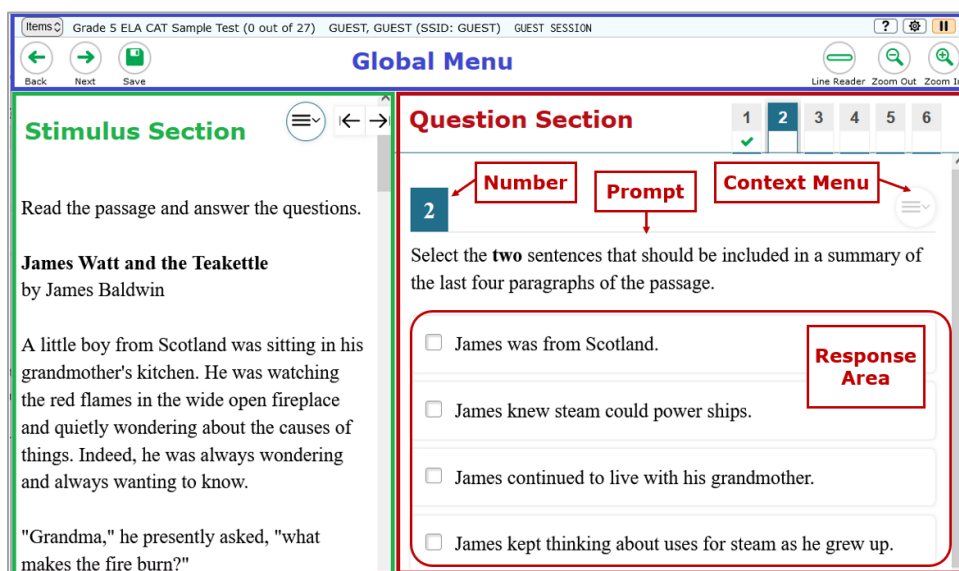 Items
Grade 5 ELA CAT Sample Test (0 out of 27) GUEST, GUEST (SSID: GUEST) GUEST SESSION
?
Back
Next
Save
Global Menu
Line Reader
Zoom Out
Zoom
Stimulus Section
Read the passage and answer the questions.
James Watt and the Teakettle
by James Baldwin
A little boy from Scotland was sitting in his
grandmother's kitchen. He was watching
the red flames in the wide open fireplace
and quietly wondering about the causes of
things. Indeed, he was always wondering
and always wanting to know.
"Grandma," he presently asked, "what
makes the fire burn?"
Question Section
1 2 3 4 5 6
Number
Prompt
Context Menu
2
Select the two sentences that should be included in a summary of
the last four paragraphs of the passage.
James was from Scotland.
Response
Area
James knew steam could power ships.
James continued to live with his grandmother.
James kept thinking about uses for steam as he grew up.